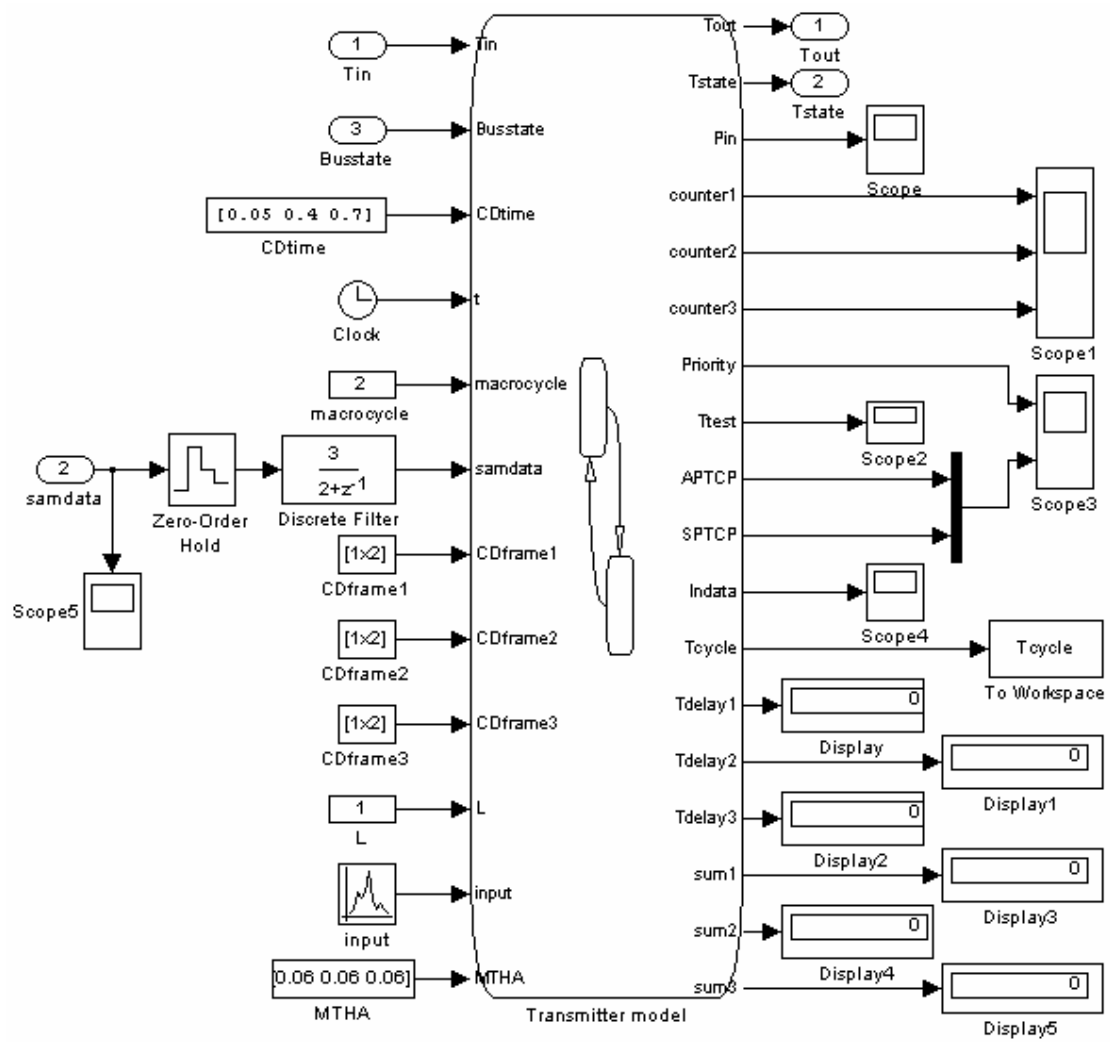 1
Tin
3
Busstate
[0.05 0.4 0.7]
CDtime
Clock
2
macrocycle
2
samdata
Zero-Order
Hold
3
2+z-1
Discrete Filter
Scope5
[1x2]
CDframe1
[1x2]
CDframe2
[1x2]
CDframe3
1
L
input
[0.06 0.06 0.06]
MTHA
Tin
Busstate
CDtime
t
macrocycle
samdata
CDframe1
CDframe2
CDframe3
L
input
MTHA
Transmitter model
Tout
Tstate
Pin
counter1
counter2
counter3
Priority
Ttest
APTCP
SPTCP
Indata
Tcycle
Tdelay1
Tdelay2
Tdelay3
sum1
sum2
sum3
1
Tout
2
Tstate
Scope
Scope1
Scope2
Scope3
Scope4
Tcycle
To Workspace
0
Display
0
Display1
0
Display2
0
Display3
0
Display4
0
Display5